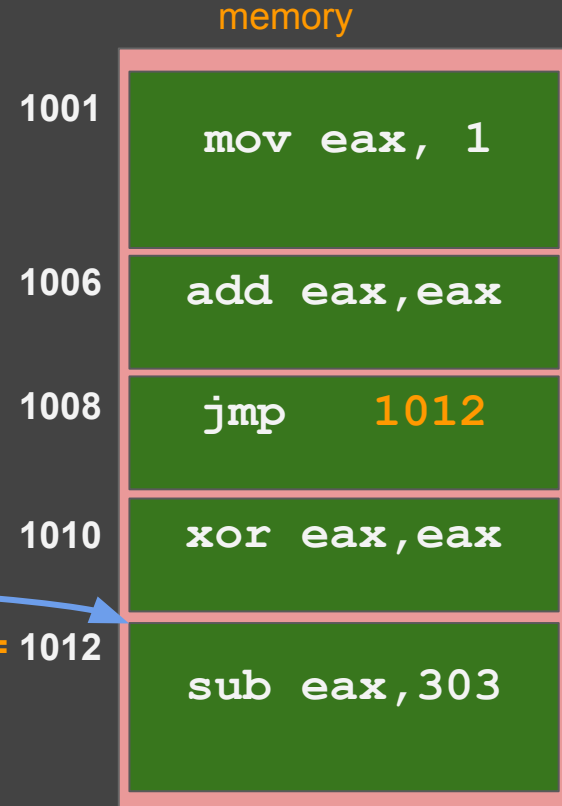 memory
1001
mov eax, 1
1006
add eax,eax
1008
jmp 1012
1010
xor eax,eax
= 1012
sub eax,303